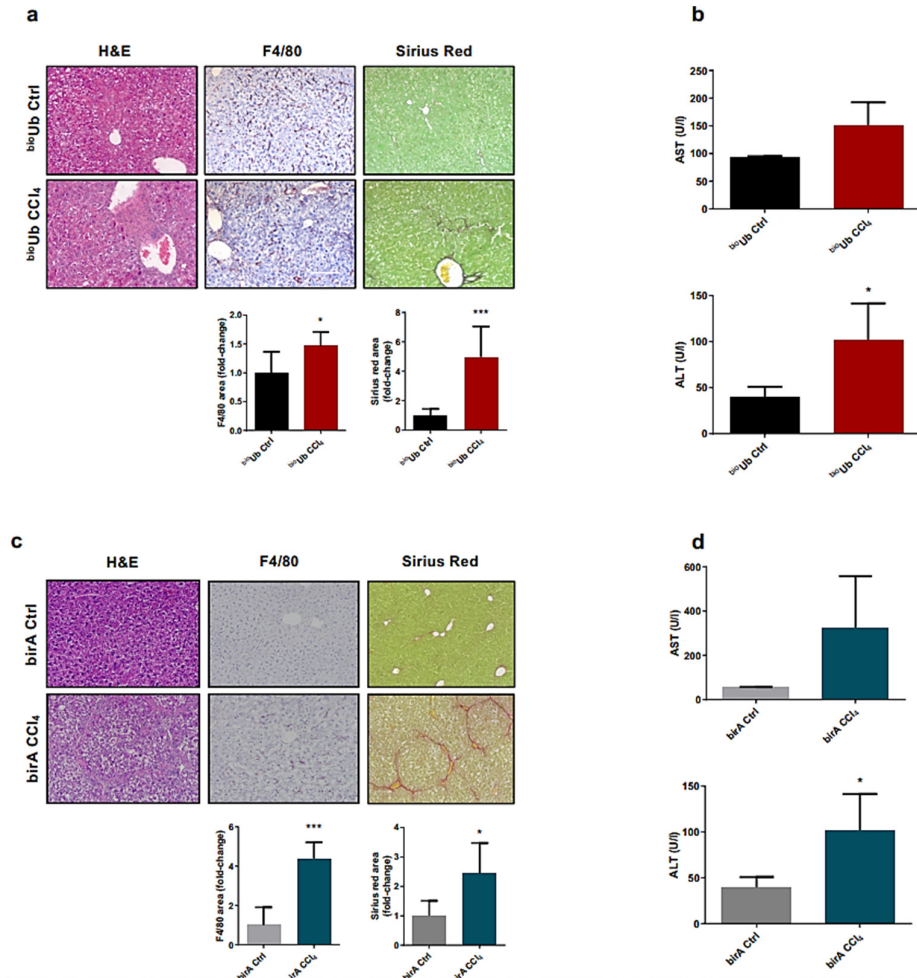 a
H&E F4/80 Sirius Red
bioUb Ctrl
bioUb CCl4
F4/80 area (fold-change)
2.0
1.5
1.0
0.5
0.0
*
bioUb Ctrl
bioUb CCl4
Sirius red area
(fold-change)
8
6
4
2
0
***
bioUb Ctrl
bioUb CCl4
b
AST (U/l)
250
200
150
100
50
0
bioUb Ctrl
bioUb CCl4
ALT (U/l)
150
100
50
0
*
bioUb Ctrl
bioUb CCl4
c
H&E F4/80 Sirius Red
birA Ctrl
birA CCl4
F4/80 area (fold-change)
6
4
2
0
***
birA Ctrl
birA CCl4
Sirius red area
(fold-change)
4
3
2
1
0
*
birA Ctrl
birA CCl4
d
AST (U/l)
600
400
200
0
birA Ctrl
birA CCl4
ALT (U/l)
150
100
50
0
*
birA Ctrl
birA CCl4